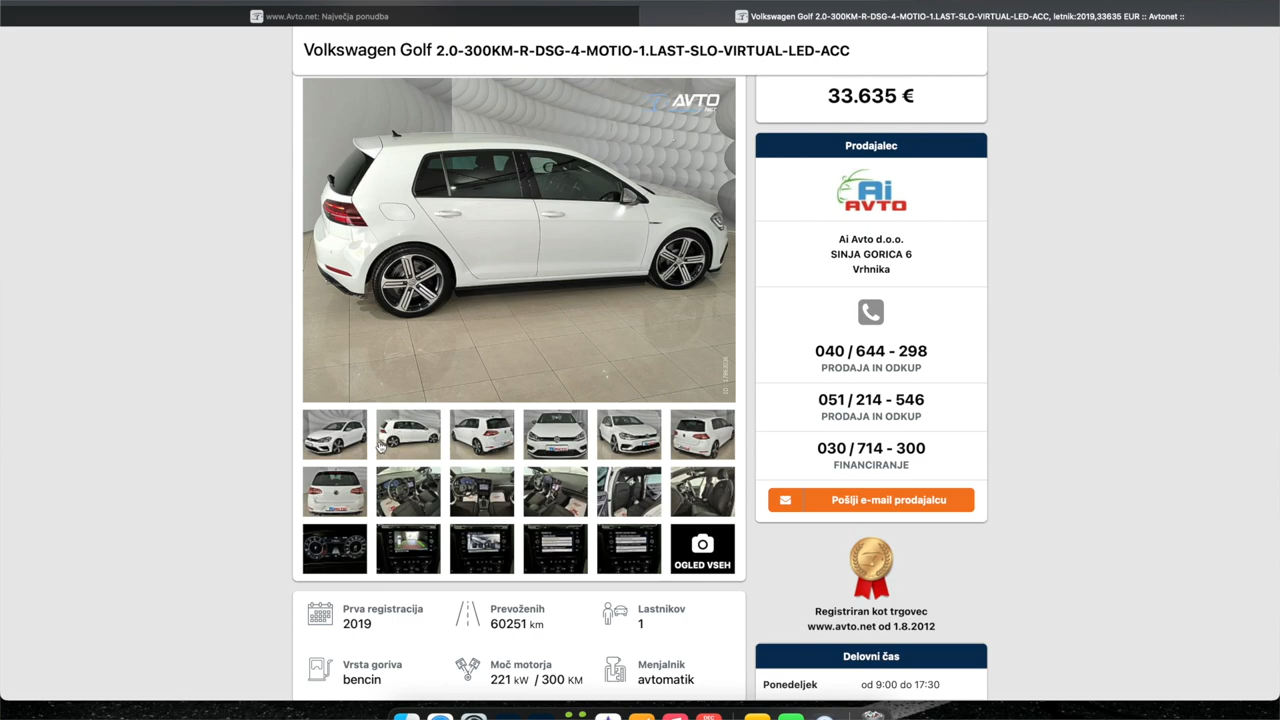 www.Avto.net: Največja ponudba
Volkswagen Golf 2.0-300KM-R-DSG-4-MOTIO-1.LAST-SLO-VIRTUAL-LED-ACC, letnik:2019,33635 EUR :: Avtonet ::
Volkswagen Golf 2.0-300KM-R-DSG-4-MOTIO-1.LAST-SLO-VIRTUAL-LED-ACC
AVTO
NET
33.635 €
Prodajalec
Ai
AVTO
Ai Avto d.o.o.
SINJA GORICA 6
Vrhnika
040 / 644 - 298
PRODAJA IN ODKUP
051 / 214 - 546
PRODAJA IN ODKUP
030 / 714 - 300
FINANCIRANJE
Pošlji e-mail prodajalcu
OGLED VSEH
Registriran kot trgovec
www.avto.net od 1.8.2012
Prva registracija
2019
Prevoženih
60251 km
Lastnikov
1
Vrsta goriva
bencin
Moč motorja
221 kW / 300 KM
Menjalnik
avtomatik
Delovni čas
Ponedeljek od 9:00 do 17:30
DEC